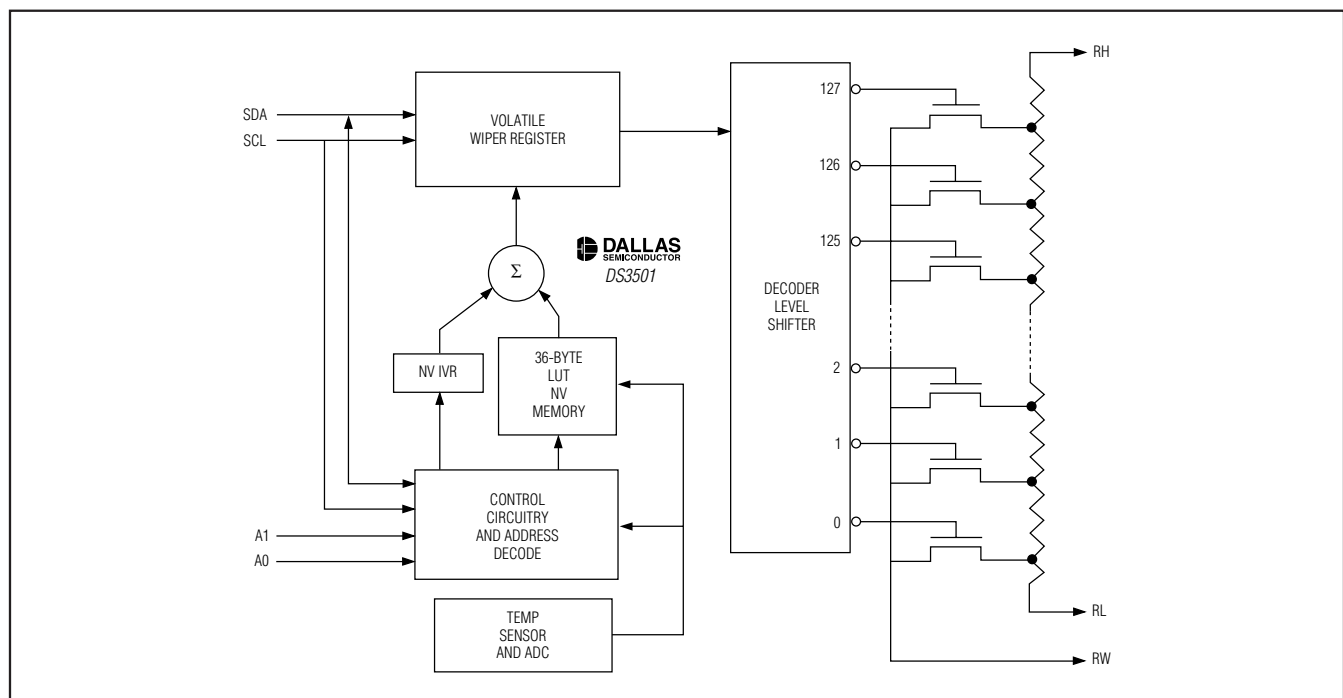 SDA
SCL
VOLATILE
WIPER REGISTER
DALLAS
SEMICONDUCTOR
DS3501
Σ
NV IVR
36-BYTE
LUT
NV
MEMORY
CONTROL
CIRCUITRY
AND ADDRESS
DECODE
A1
A0
TEMP
SENSOR
AND ADC
DECODER
LEVEL
SHIFTER
127
126
125
2
1
0
RH
RL
RW